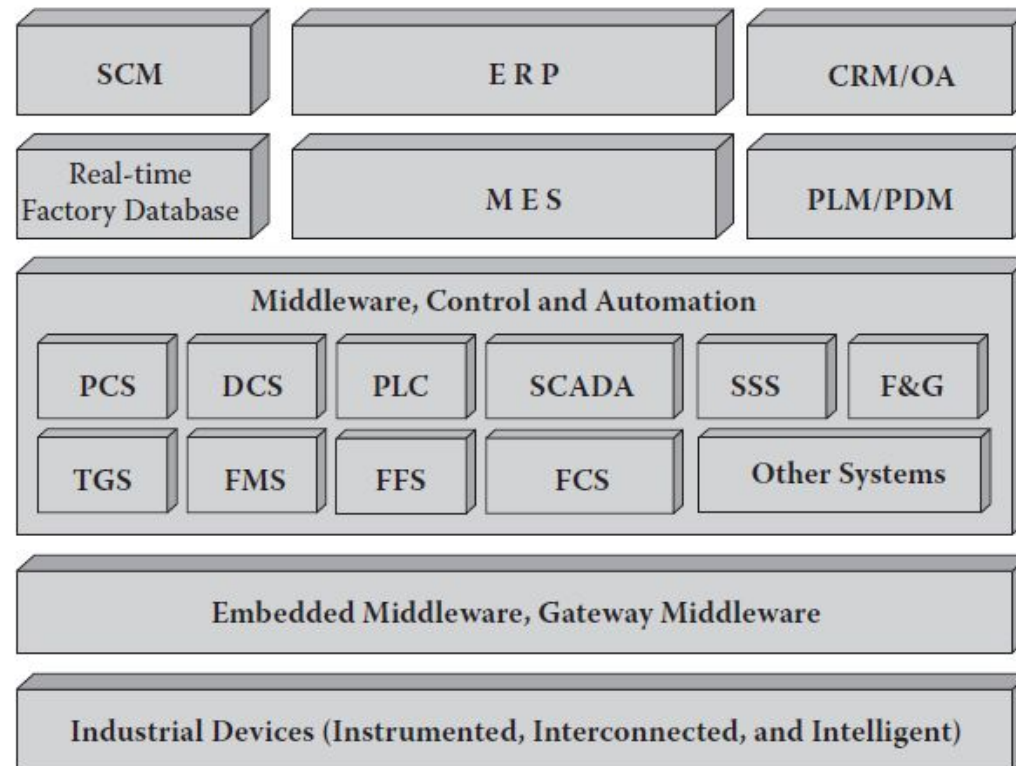 SCM
E R P
CRM/OA
Real-time
Factory Database
M E S
PLM/PDM
Middleware, Control and Automation
PCS
DCS
PLC
SCADA
SSS
F&G
TGS
FMS
FFS
FCS
Other Systems
Embedded Middleware, Gateway Middleware
Industrial Devices (Instrumented, Interconnected, and Intelligent)